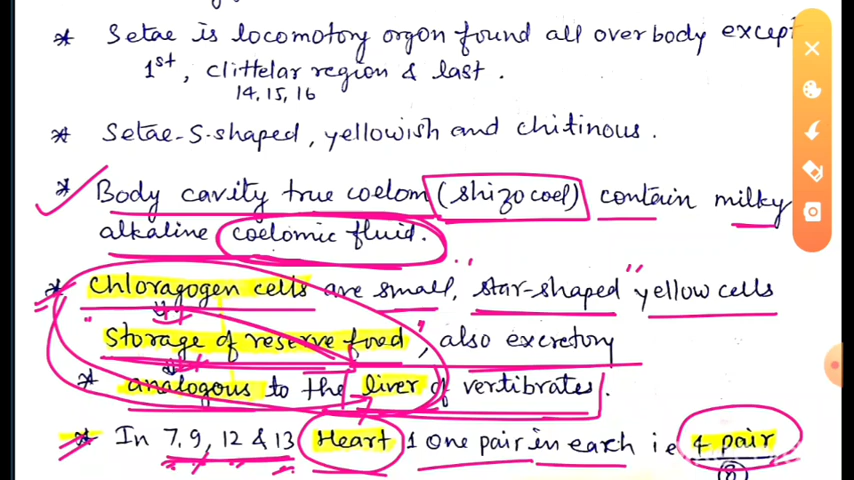 * Setae is locomotory organ found all over body except
1st, clittelar region & last.
14, 15, 16
* Setae-S-shaped, yellowish and chitinous.
* Body cavity true coelom (shizocoel) contain milky
alkaline coelomic fluid.
* Chloragogen cells are small, "star-shaped" yellow cells
"Storage of reserve food", also excretory
* analogous to the liver of vertibrates.
* In 7, 9, 12 & 13 Heart 1 one pair in each i.e 4 pair
(8)